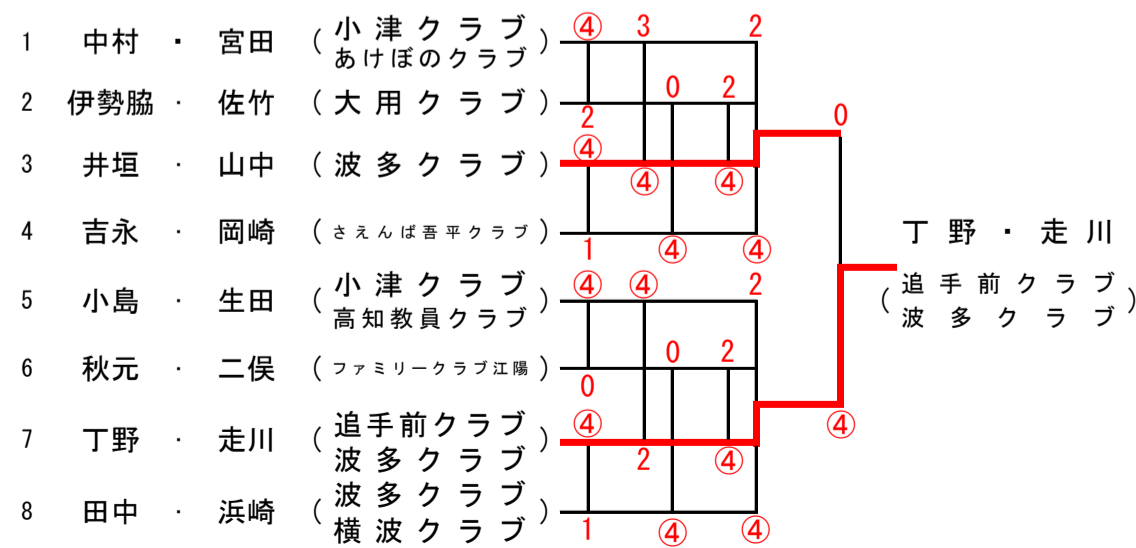 ④ 3 2
1 中村 ・ 宮田 (小津クラブ
あけぼのクラブ)
0 2
2 伊勢脇 ・ 佐竹 (大用クラブ)
2
0
④
3 井垣 ・ 山中 (波多クラブ)
④ ④
4 吉永 ・ 岡崎 (さえんば吾平クラブ)
1 ④ ④
丁野・走川
(追手前クラブ
波多クラブ)
④ ④ 2
5 小島 ・ 生田 (小津クラブ
高知教員クラブ)
0 2
6 秋元 ・ 二俣 (ファミリークラブ江陽)
0
④
④
7 丁野 ・ 走川 (追手前クラブ
波多クラブ)
2 ④
8 田中 ・ 浜崎 (波多クラブ
横波クラブ)
1 ④ ④